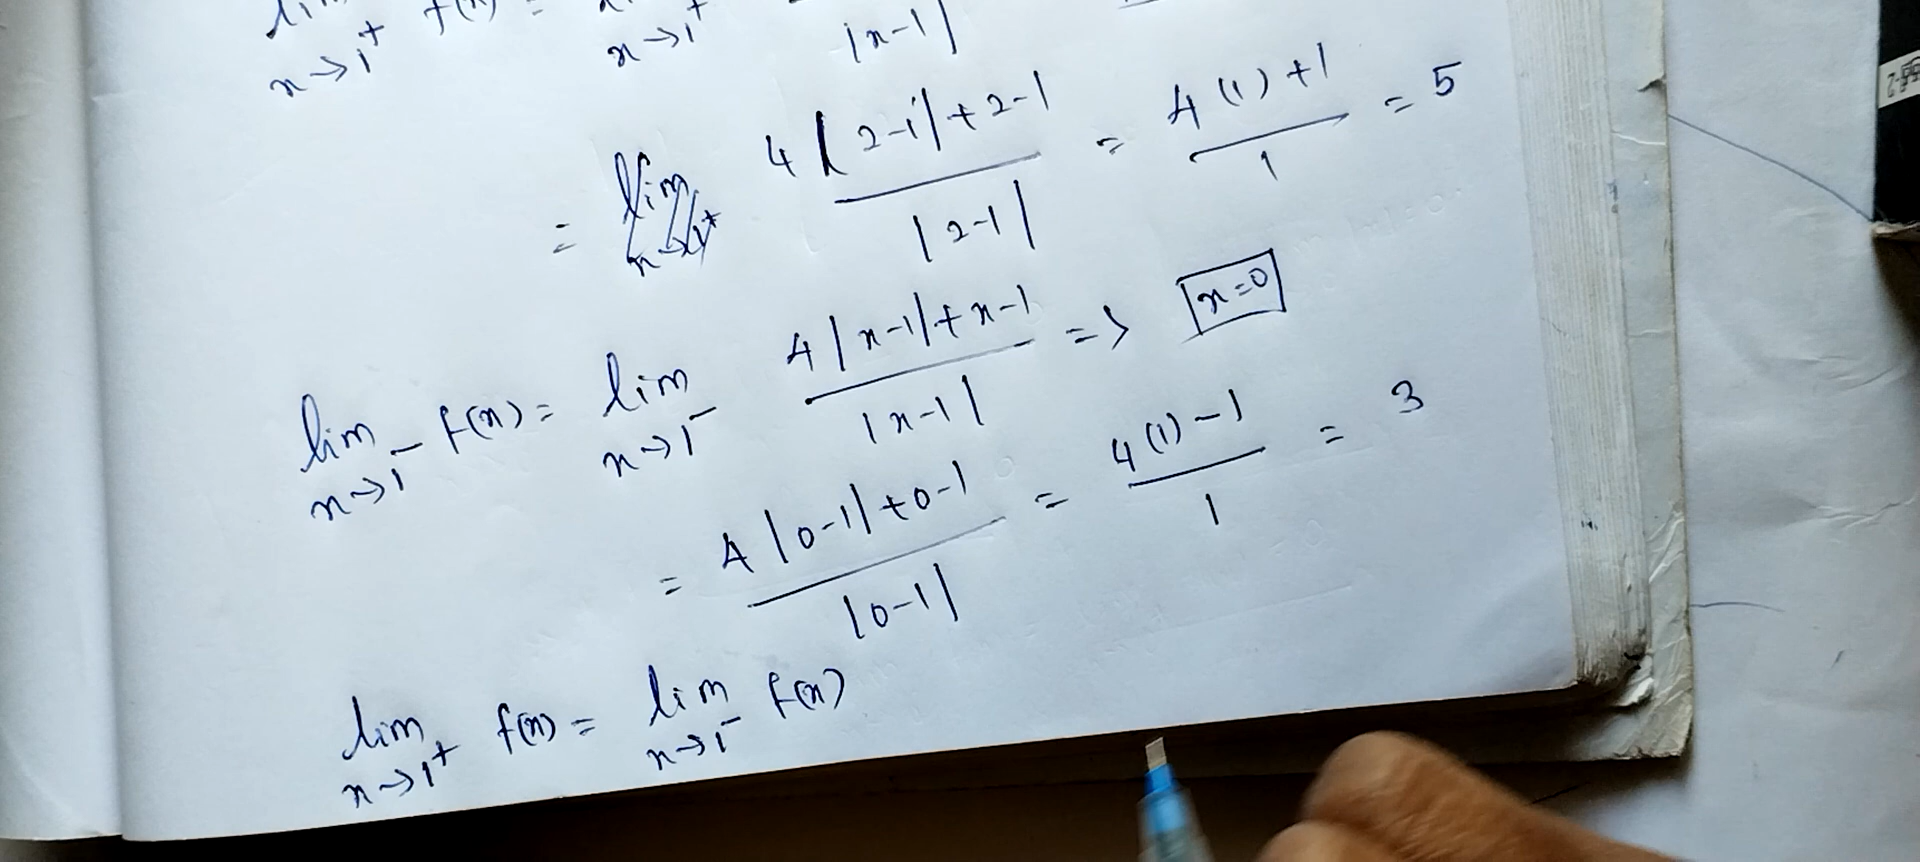 lim x→1⁺ f(x) = lim x→1⁺ |x-1|
= lim x→1⁺ 4|2-1|+2-1 / |2-1| = 4(1)+1 / 1 = 5
lim x→1⁻ f(x) = lim x→1⁻ 4|x-1|+x-1 / |x-1| => x=0
= 4|0-1|+0-1 / |0-1| = 4(1)-1 / 1 = 3
lim x→1⁺ f(x) = lim x→1⁻ f(x)